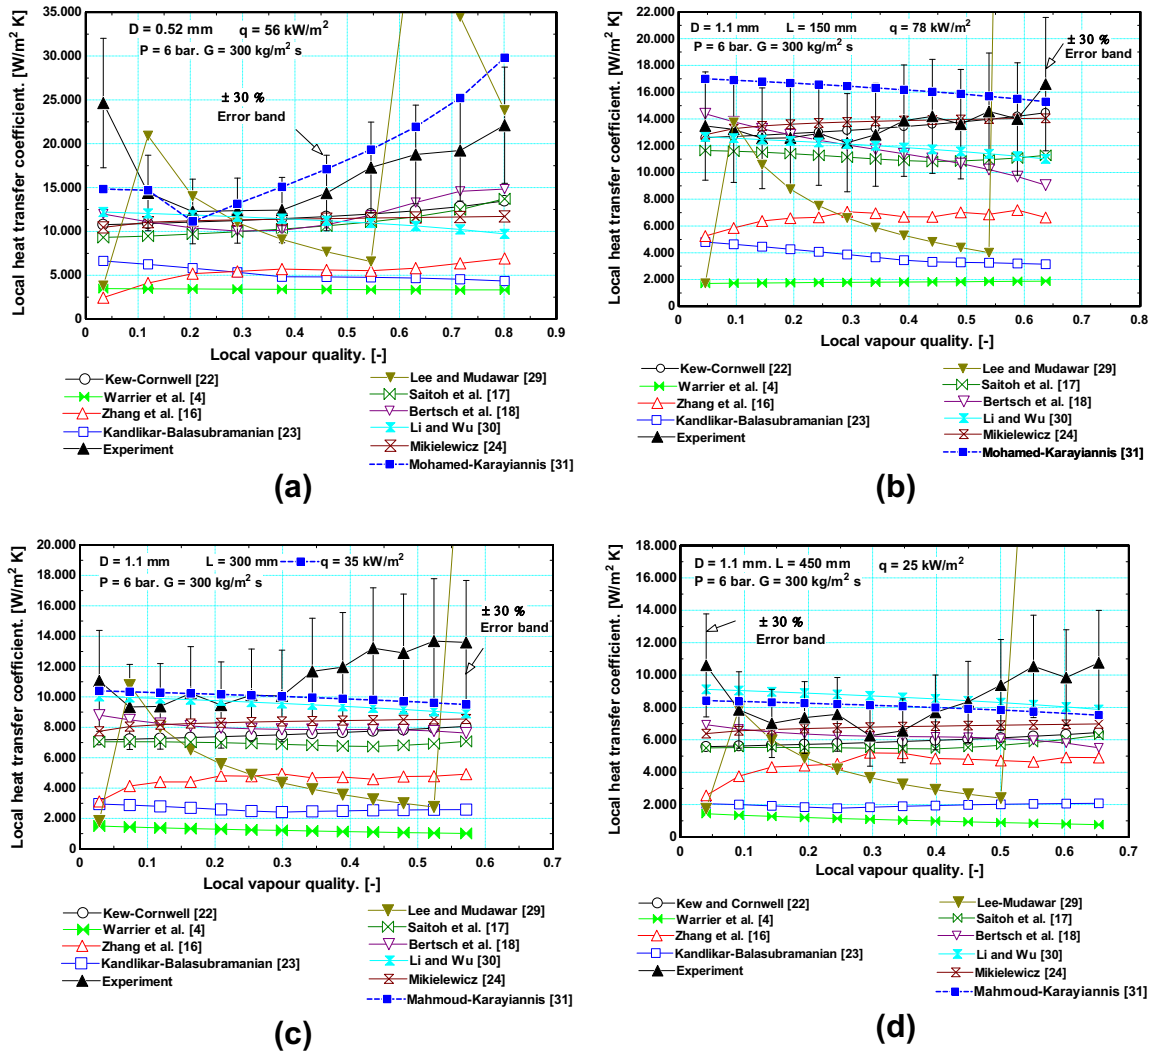 35.000
30.000
25.000
20.000
15.000
10.000
5.000
0.000
Local heat transfer coefficient. [W/m² K]
D = 0.52 mm q = 56 kW/m²
P = 6 bar. G = 300 kg/m² s
± 30 %
Error band
0 0.1 0.2 0.3 0.4 0.5 0.6 0.7 0.8 0.9
Local vapour quality. [-]
Kew-Cornwell [22]
Warrier et al. [4]
Zhang et al. [16]
Kandlikar-Balasubramanian [23]
Experiment
Lee and Mudawar [29]
Saitoh et al. [17]
Bertsch et al. [18]
Li and Wu [30]
Mikielewicz [24]
Mohamed-Karayiannis [31]
(a)
22.000
20.000
18.000
16.000
14.000
12.000
10.000
8.000
6.000
4.000
2.000
0.000
Local heat transfer coefficient. [W/m² K]
D = 1.1 mm L = 150 mm q = 78 kW/m²
P = 6 bar. G = 300 kg/m² s
± 30 %
Error band
0 0.1 0.2 0.3 0.4 0.5 0.6 0.7 0.8
Local vapour quality. [-]
Kew-Cornwell [22]
Warrier et al. [4]
Zhang et al. [16]
Kandlikar-Balasubramanian [23]
Experiment
Lee and Mudawar [29]
Saitoh et al. [17]
Bertsch et al. [18]
Li and Wu [30]
Mikielewicz [24]
Mohamed-Karayiannis [31]
(b)
20.000
18.000
16.000
14.000
12.000
10.000
8.000
6.000
4.000
2.000
0.000
Local heat transfer coefficient. [W/m² K]
D = 1.1 mm L = 300 mm q = 35 kW/m²
P = 6 bar. G = 300 kg/m² s
± 30 %
Error band
0 0.1 0.2 0.3 0.4 0.5 0.6 0.7
Local vapour quality. [-]
Kew-Cornwell [22]
Warrier et al. [4]
Zhang et al. [16]
Kandlikar-Balasubramanian [23]
Experiment
Lee and Mudawar [29]
Saitoh et al. [17]
Bertsch et al. [18]
Li and Wu [30]
Mikielewicz [24]
Mahmoud-Karayiannis [31]
(c)
18.000
16.000
14.000
12.000
10.000
8.000
6.000
4.000
2.000
0.000
Local heat transfer coefficient. [W/m² K]
D = 1.1 mm. L = 450 mm q = 25 kW/m²
P = 6 bar. G = 300 kg/m² s
± 30 %
Error band
0 0.1 0.2 0.3 0.4 0.5 0.6 0.7
Local vapour quality. [-]
Kew and Cornwell [22]
Warrier et al. [4]
Zhang et al. [16]
Kandlikar-Balasubramanian [23]
Experiment
Lee-Mudawar [29]
Saitoh et al. [17]
Bertsch et al. [18]
Li and Wu [30]
Mikielewicz [24]
Mahmoud-Karayiannis [31]
(d)